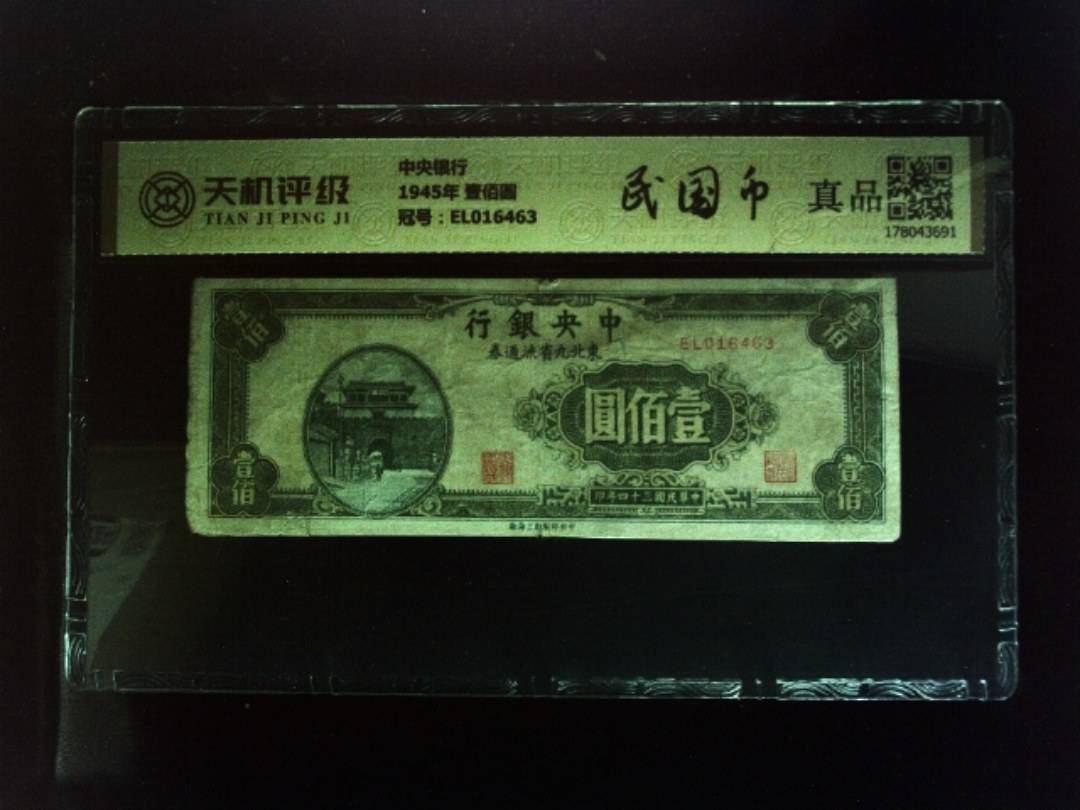 天机评级
TIAN JI PING JI
中央银行
1945年 壹佰圓
冠号：EL016463
民国币
真品
178043691
行銀央中
券通流省九北東
EL016463
圓佰壹
壹佰
壹佰
壹佰
壹佰
印年四十三國民華中